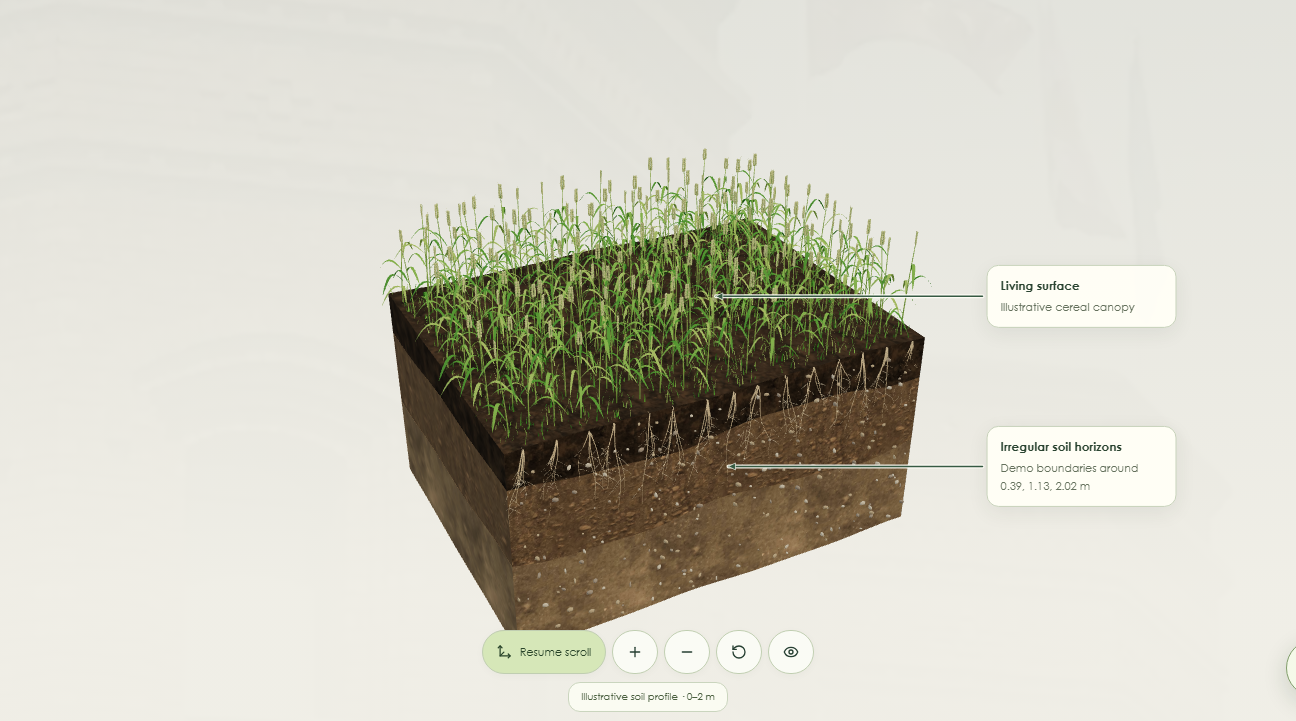 Living surface
Illustrative cereal canopy
Irregular soil horizons
Demo boundaries around
0.39, 1.13, 2.02 m
Resume scroll
Illustrative soil profile · 0–2 m